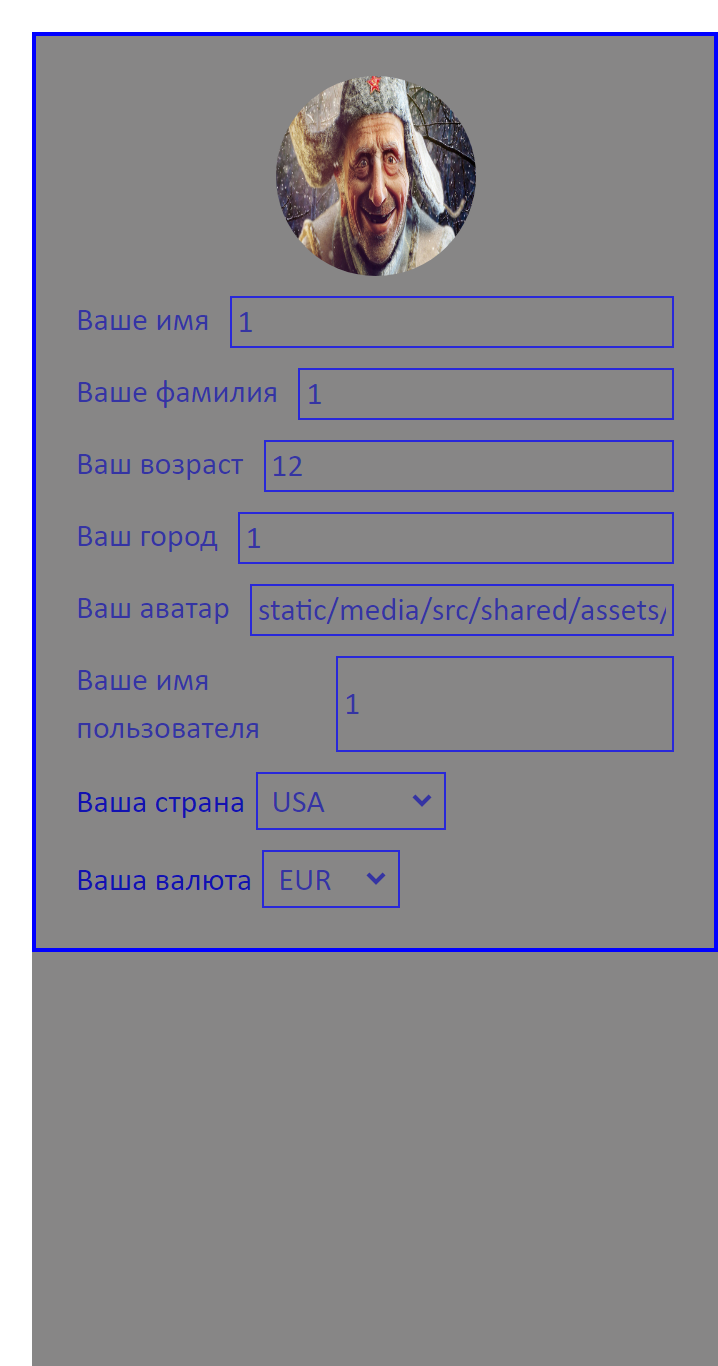 Ваше имя 1
Ваше фамилия 1
Ваш возраст 12
Ваш город 1
Ваш аватар static/media/src/shared/assets/
Ваше имя
пользователя 1
Ваша страна USA
Ваша валюта EUR